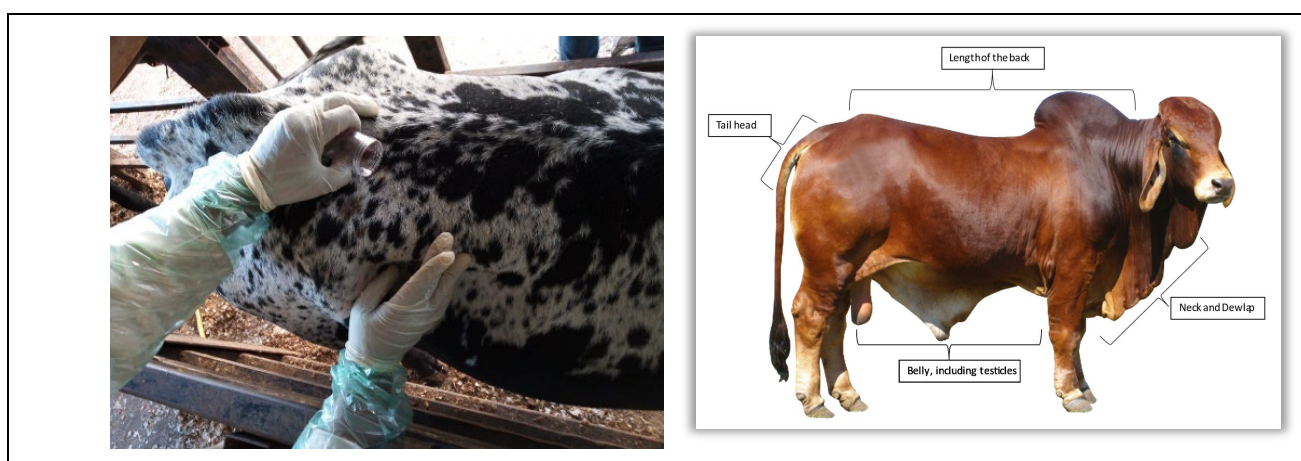 Length of the back
Tail head
Neck and Dewlap
Belly, including testicles